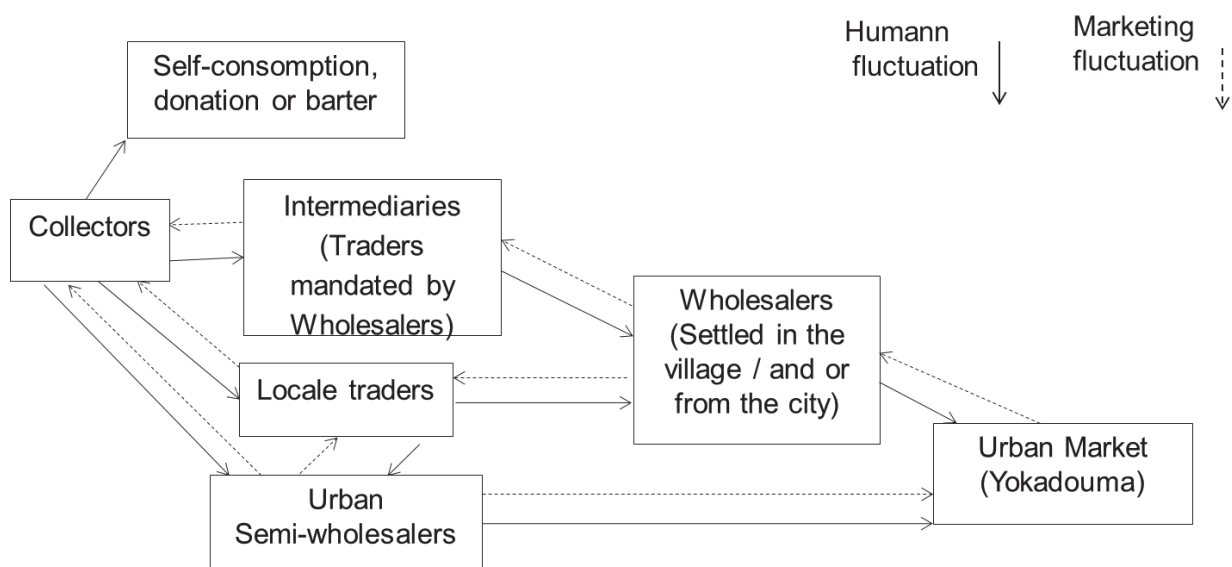 Humann
fluctuation
Marketing
fluctuation
Self-consomption,
donation or barter
Collectors
Intermediaries
(Traders
mandated by
Wholesalers)
Wholesalers
(Settled in the
village / and or
from the city)
Locale traders
Urban Market
(Yokadouma)
Urban
Semi-wholesalers